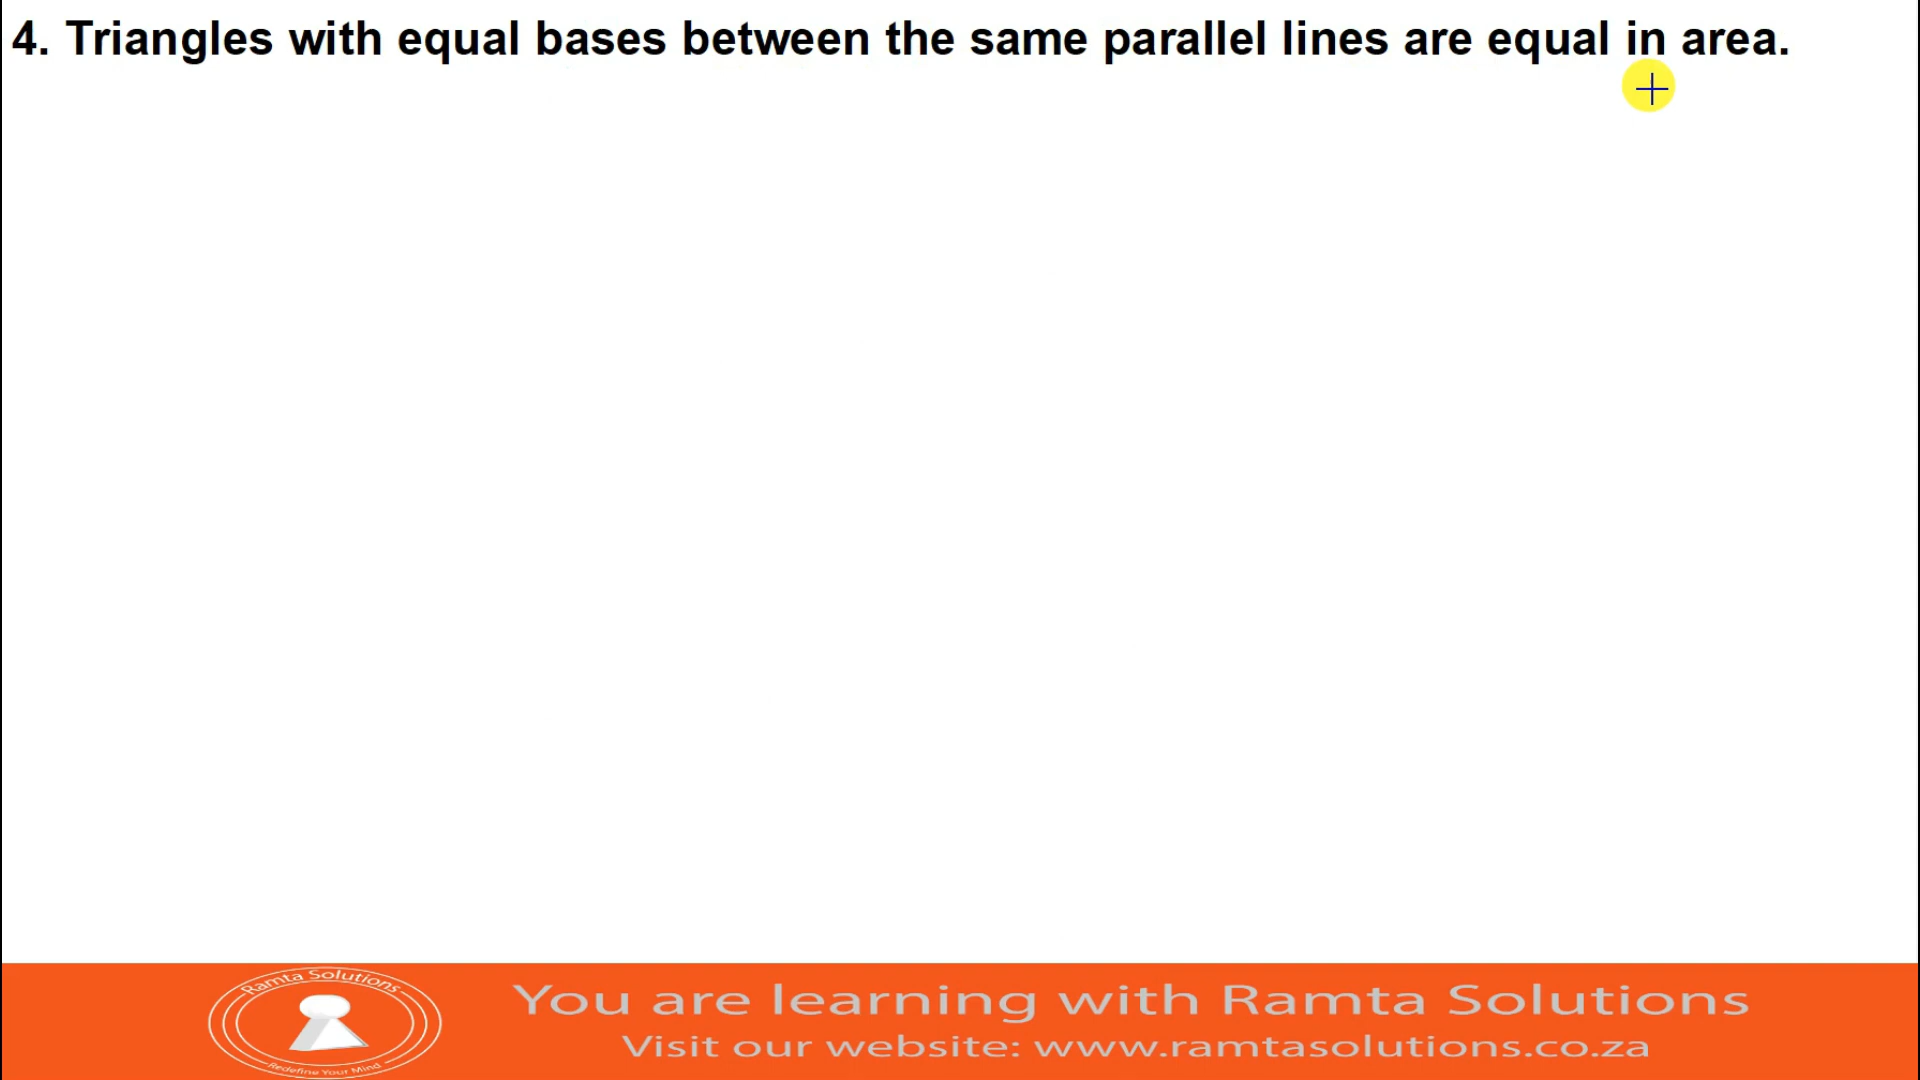 4. Triangles with equal bases between the same parallel lines are equal in area.
Ramta Solutions
Redefine Your Mind
You are learning with Ramta Solutions
Visit our website: www.ramtasolutions.co.za